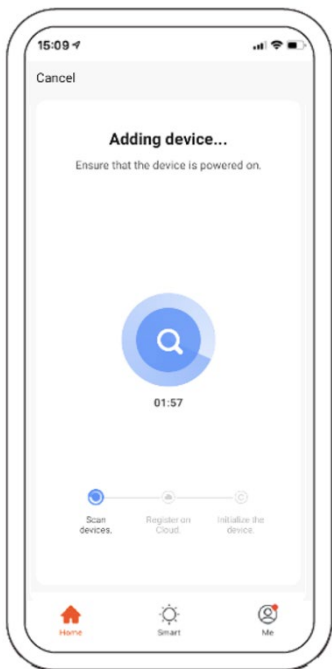 15:09
Cancel
Adding device...
Ensure that the device is powered on.
01:57
Scan devices.
Register on Cloud.
Initialize the device.
Home
Smart
Me